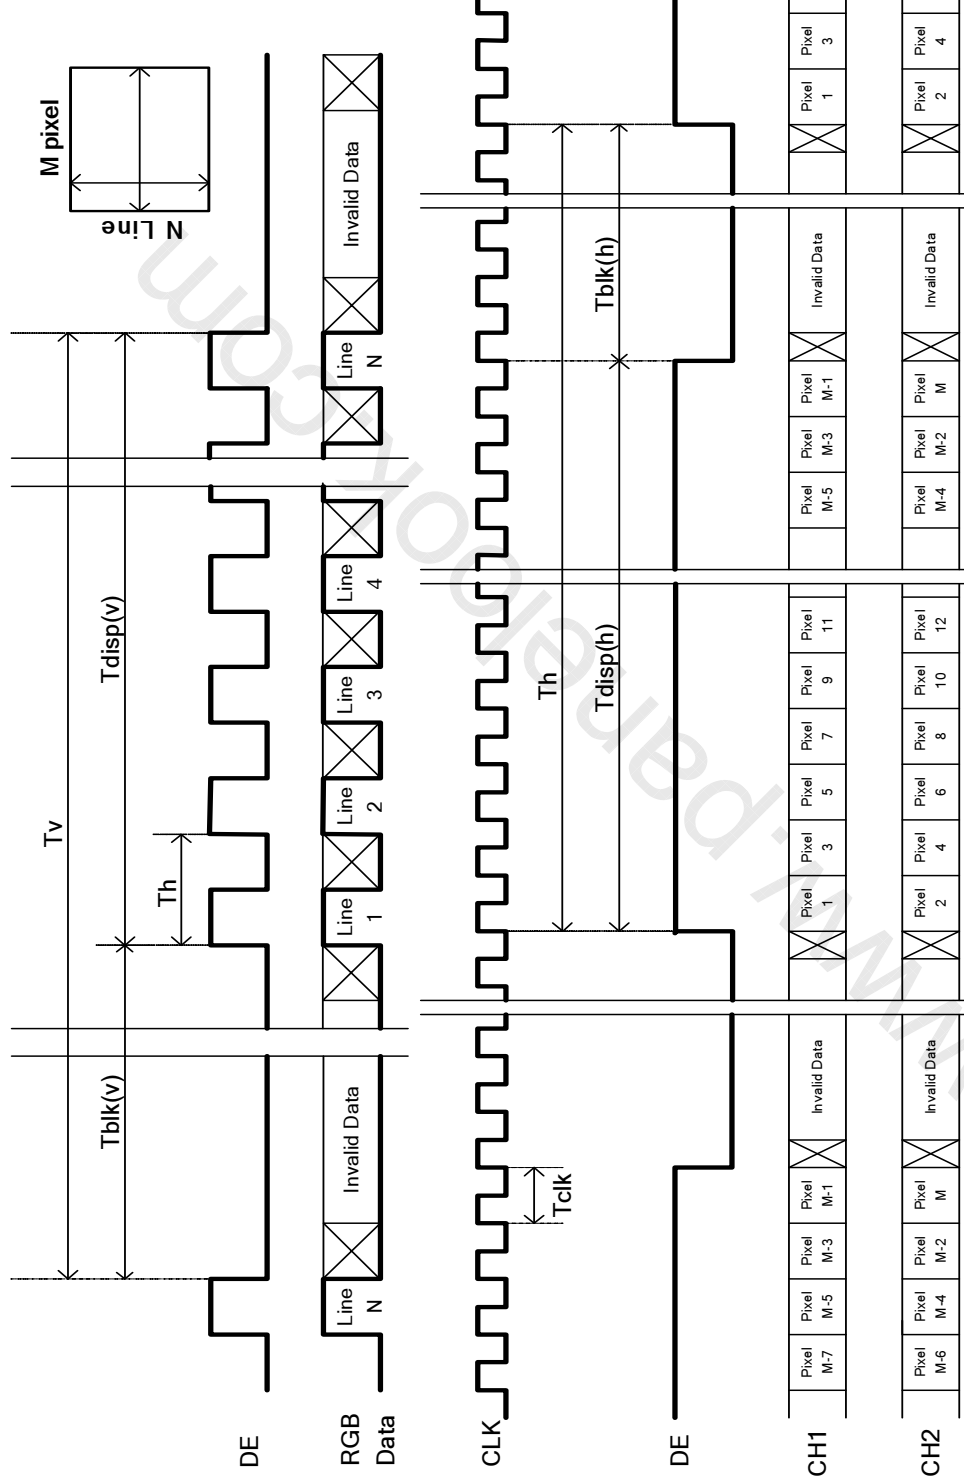 Tv
M pixel
N Line
Tblk(v) Tdisp(v)
Th
DE
RGB
Data
Line N Invalid Data Line 1 Line 2 Line 3 Line 4 Line N Invalid Data
CLK
Tclk
Th
Tdisp(h) Tblk(h)
DE
CH1
Pixel M-7 Pixel M-5 Pixel M-3 Pixel M-1 Invalid Data Pixel 1 Pixel 3 Pixel 5 Pixel 7 Pixel 9 Pixel 11 Pixel M-5 Pixel M-3 Pixel M-1 Invalid Data Pixel 1 Pixel 3
CH2
Pixel M-6 Pixel M-4 Pixel M-2 Pixel M Invalid Data Pixel 2 Pixel 4 Pixel 6 Pixel 8 Pixel 10 Pixel 12 Pixel M-4 Pixel M-2 Pixel M Invalid Data Pixel 2 Pixel 4
ww.panelook.com